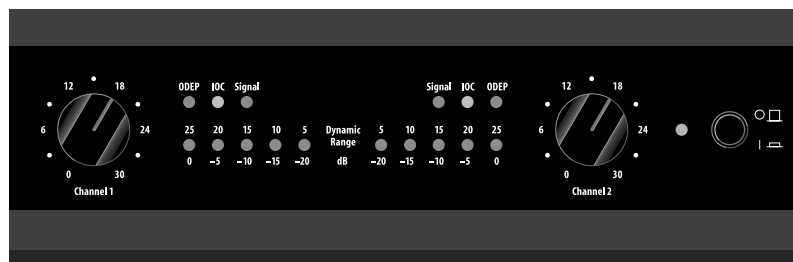 12 18
6 24
0 30
Channel 1
ODEP IOC Signal
25 20 15 10 5
0 –5 –10 –15 –20
Dynamic
Range
dB
Signal IOC ODEP
5 10 15 20 25
–20 –15 –10 –5 0
12 18
6 24
0 30
Channel 2